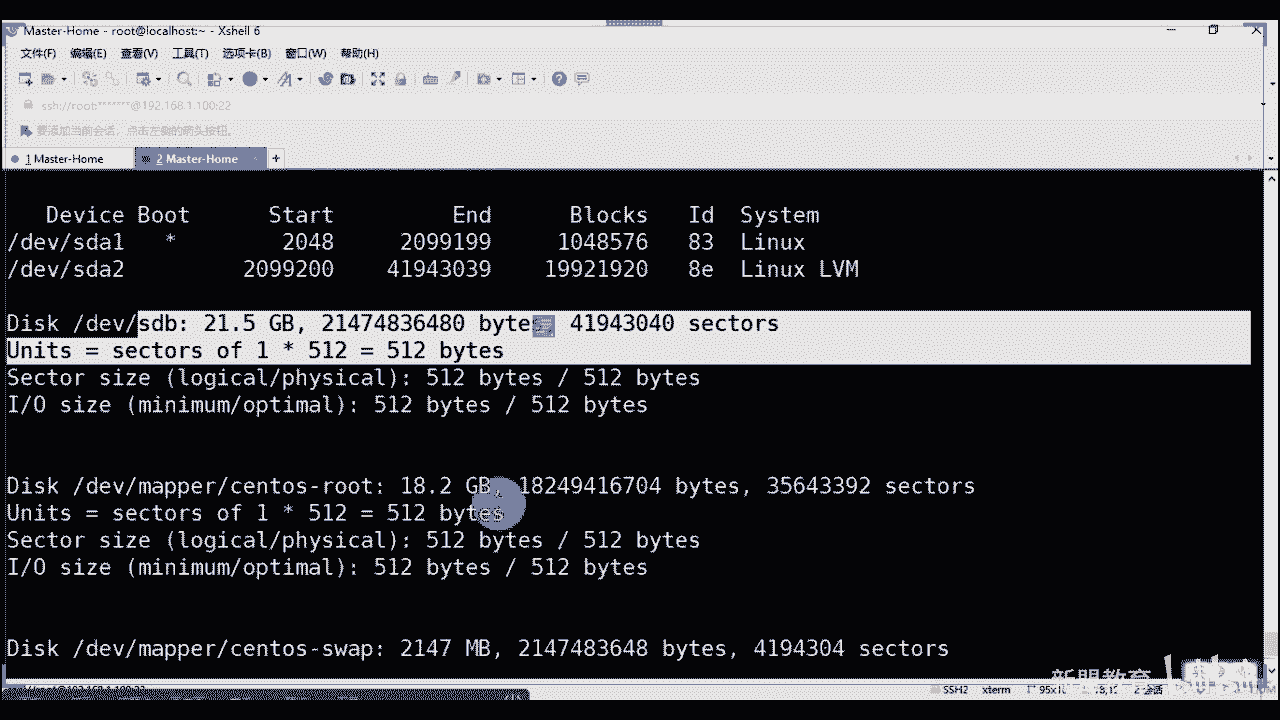 Master-Home - root@localhost:~ - Xshell 6
文件(F) 编辑(E) 查看(V) 工具(T) 选项卡(B) 窗口(W) 帮助(H)
ssh://root:*******@192.168.1.100:22
要添加当前会话，点击左侧的箭头按钮。
1 Master-Home 2 Master-Home +
Device Boot Start End Blocks Id System
/dev/sda1 * 2048 2099199 1048576 83 Linux
/dev/sda2 2099200 41943039 19921920 8e Linux LVM
Disk /dev/sdb: 21.5 GB, 21474836480 bytes, 41943040 sectors
Units = sectors of 1 * 512 = 512 bytes
Sector size (logical/physical): 512 bytes / 512 bytes
I/O size (minimum/optimal): 512 bytes / 512 bytes
Disk /dev/mapper/centos-root: 18.2 GB, 18249416704 bytes, 35643392 sectors
Units = sectors of 1 * 512 = 512 bytes
Sector size (logical/physical): 512 bytes / 512 bytes
I/O size (minimum/optimal): 512 bytes / 512 bytes
Disk /dev/mapper/centos-swap: 2147 MB, 2147483648 bytes, 4194304 sectors
新盟教育
SSH2 xterm